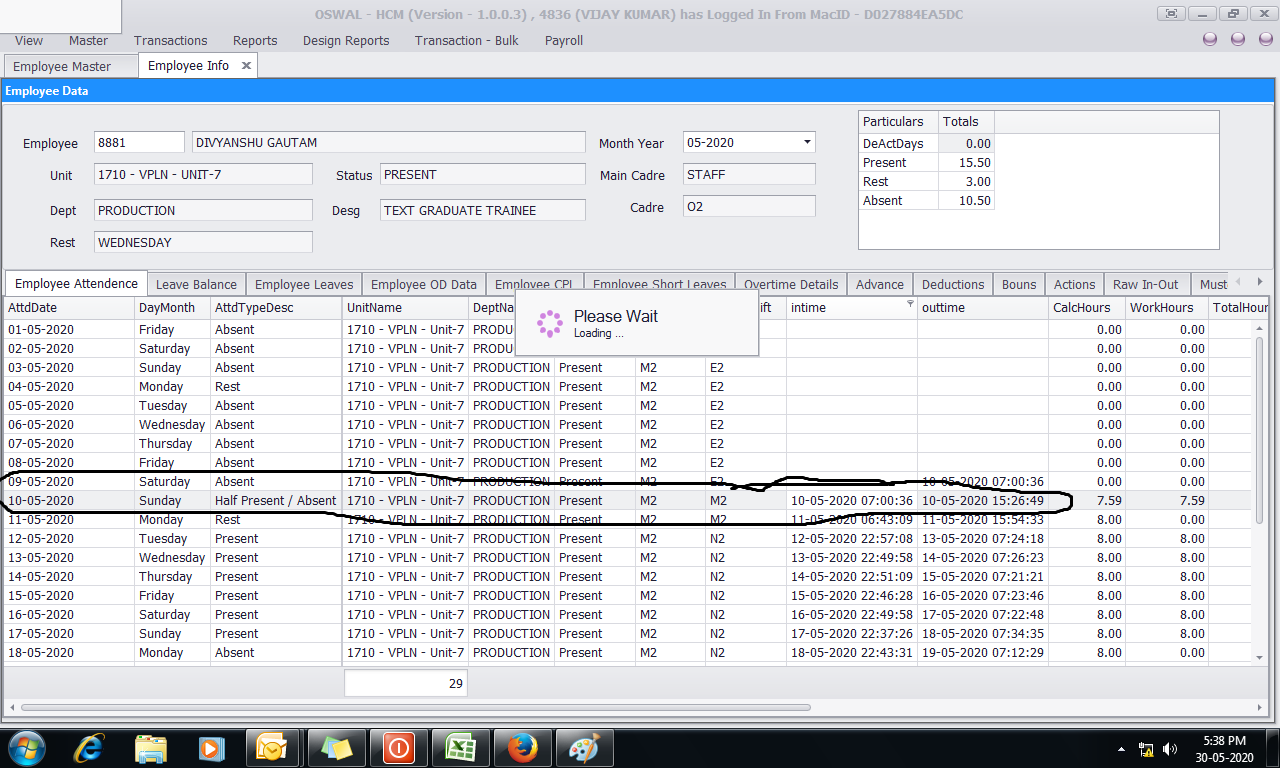 OSWAL - HCM (Version - 1.0.0.3) , 4836 (VIJAY KUMAR) has Logged In From MacID - D027884EA5DC
View Master Transactions Reports Design Reports Transaction - Bulk Payroll
Employee Master Employee Info
Employee Data
Particulars Totals
Employee 8881 DIVYANSHU GAUTAM Month Year 05-2020 DeActDays 0.00
Present 15.50
Unit 1710 - VPLN - UNIT-7 Status PRESENT Main Cadre STAFF Rest 3.00
Absent 10.50
Dept PRODUCTION Desg TEXT GRADUATE TRAINEE Cadre O2
Rest WEDNESDAY
Employee Attendence Leave Balance Employee Leaves Employee OD Data Employee CPL Employee Short Leaves Overtime Details Advance Deductions Bouns Actions Raw In-Out Must
AttdDate DayMonth AttdTypeDesc UnitName DeptNa ift intime outtime CalcHours WorkHours TotalHour
Please Wait
Loading ...
01-05-2020 Friday Absent 1710 - VPLN - Unit-7 PRODU 0.00 0.00
02-05-2020 Saturday Absent 1710 - VPLN - Unit-7 PRODU 0.00 0.00
03-05-2020 Sunday Absent 1710 - VPLN - Unit-7 PRODUCTION Present M2 E2 0.00 0.00
04-05-2020 Monday Rest 1710 - VPLN - Unit-7 PRODUCTION Present M2 E2 0.00 0.00
05-05-2020 Tuesday Absent 1710 - VPLN - Unit-7 PRODUCTION Present M2 E2 0.00 0.00
06-05-2020 Wednesday Absent 1710 - VPLN - Unit-7 PRODUCTION Present M2 E2 0.00 0.00
07-05-2020 Thursday Absent 1710 - VPLN - Unit-7 PRODUCTION Present M2 E2 0.00 0.00
08-05-2020 Friday Absent 1710 - VPLN - Unit-7 PRODUCTION Present M2 E2 0.00 0.00
09-05-2020 Saturday Absent 1710 - VPLN - Unit-7 PRODUCTION Present M2 E2 10-05-2020 07:00:36 0.00 0.00
10-05-2020 Sunday Half Present / Absent 1710 - VPLN - Unit-7 PRODUCTION Present M2 M2 10-05-2020 07:00:36 10-05-2020 15:26:49 7.59 7.59
11-05-2020 Monday Rest 1710 - VPLN - Unit-7 PRODUCTION Present M2 M2 11-05-2020 06:43:09 11-05-2020 15:54:33 8.00 0.00
12-05-2020 Tuesday Present 1710 - VPLN - Unit-7 PRODUCTION Present M2 N2 12-05-2020 22:57:08 13-05-2020 07:24:18 8.00 8.00
13-05-2020 Wednesday Present 1710 - VPLN - Unit-7 PRODUCTION Present M2 N2 13-05-2020 22:49:58 14-05-2020 07:26:23 8.00 8.00
14-05-2020 Thursday Present 1710 - VPLN - Unit-7 PRODUCTION Present M2 N2 14-05-2020 22:51:09 15-05-2020 07:21:21 8.00 8.00
15-05-2020 Friday Present 1710 - VPLN - Unit-7 PRODUCTION Present M2 N2 15-05-2020 22:46:28 16-05-2020 07:23:46 8.00 8.00
16-05-2020 Saturday Present 1710 - VPLN - Unit-7 PRODUCTION Present M2 N2 16-05-2020 22:49:58 17-05-2020 07:22:48 8.00 8.00
17-05-2020 Sunday Present 1710 - VPLN - Unit-7 PRODUCTION Present M2 N2 17-05-2020 22:37:26 18-05-2020 07:34:35 8.00 8.00
18-05-2020 Monday Absent 1710 - VPLN - Unit-7 PRODUCTION Present M2 N2 18-05-2020 22:43:31 19-05-2020 07:12:29 8.00 0.00
29
5:38 PM
30-05-2020